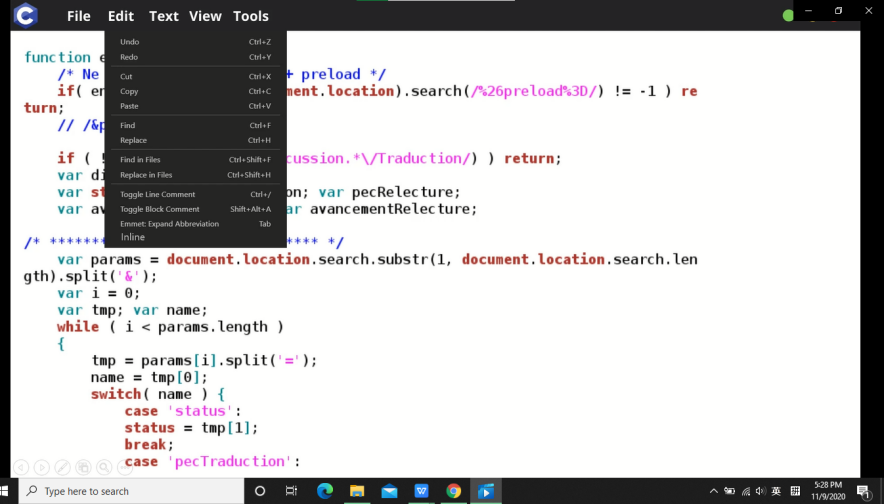 C File Edit Text View Tools
Undo Ctrl+Z
Redo Ctrl+Y
Cut Ctrl+X
Copy Ctrl+C
Paste Ctrl+V
Find Ctrl+F
Replace Ctrl+H
Find in Files Ctrl+Shift+F
Replace in Files Ctrl+Shift+H
Toggle Line Comment Ctrl+/
Toggle Block Comment Shift+Alt+A
Emmet: Expand Abbreviation Tab
Inline
function e
/* Ne + preload */
if( en ment.location).search(/%26preload%3D/) != -1 ) re
turn;
// /&p
if ( ! cussion.*\/Traduction/) ) return;
var di
var st on; var pecRelecture;
var av ar avancementRelecture;
/* ******* **** */
var params = document.location.search.substr(1, document.location.search.len
gth).split('&');
var i = 0;
var tmp; var name;
while ( i < params.length )
{
tmp = params[i].split('=');
name = tmp[0];
switch( name ) {
case 'status':
status = tmp[1];
break;
case 'pecTraduction':
Type here to search
英
5:28 PM
11/9/2020
1